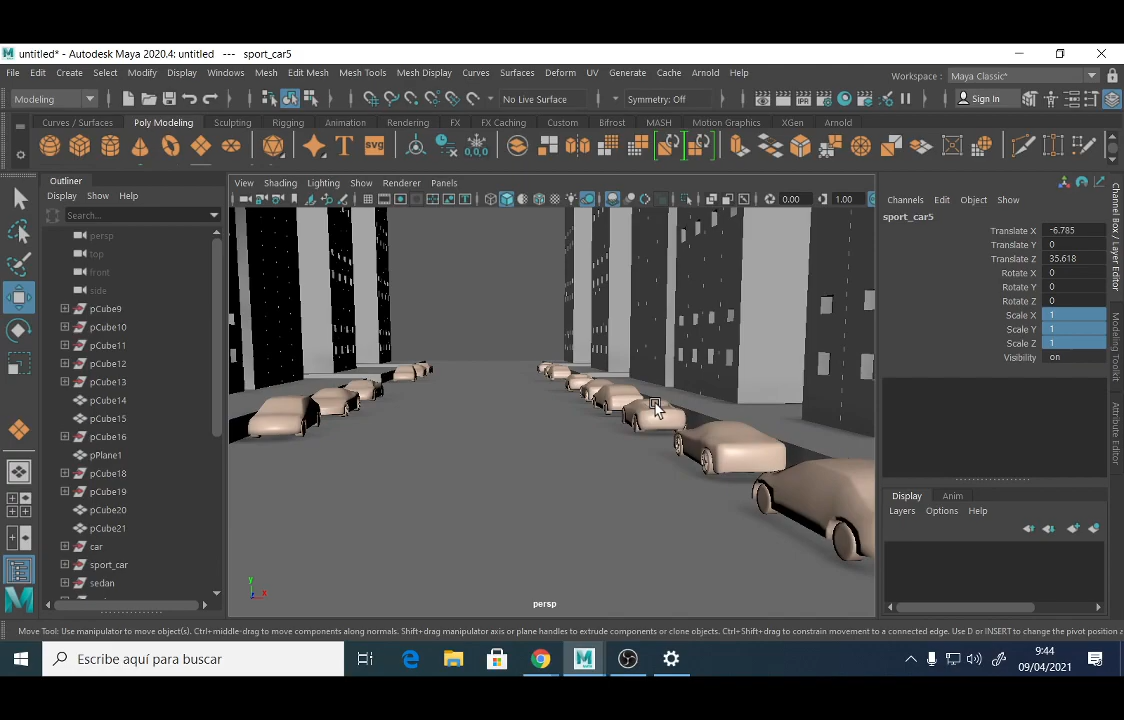 untitled* - Autodesk Maya 2020.4: untitled   ---   sport_car5
File Edit Create Select Modify Display Windows Mesh Edit Mesh Mesh Tools Mesh Display Curves Surfaces Deform UV Generate Cache Arnold Help
Workspace : Maya Classic*
Modeling
No Live Surface
Symmetry: Off
IPR
Sign In
Curves / Surfaces Poly Modeling Sculpting Rigging Animation Rendering FX FX Caching Custom Bifrost MASH Motion Graphics XGen Arnold
T svg 0,0,0
Outliner
Display Show Help
Search...
persp
top
front
side
pCube9
pCube10
pCube11
pCube12
pCube13
pCube14
pCube15
pCube16
pPlane1
pCube18
pCube19
pCube20
pCube21
car
sport_car
sedan
View Shading Lighting Show Renderer Panels
0.00
1.00
y
x
persp
Channels Edit Object Show
sport_car5
Translate X -6.785
Translate Y 0
Translate Z 35.618
Rotate X 0
Rotate Y 0
Rotate Z 0
Scale X 1
Scale Y 1
Scale Z 1
Visibility on
Display Anim
Layers Options Help
Channel Box / Layer Editor
Modeling Toolkit
Attribute Editor
Move Tool: Use manipulator to move object(s). Ctrl+middle-drag to move components along normals. Shift+drag manipulator axis or plane handles to extrude components or clone objects. Ctrl+Shift+drag to constrain movement to a connected edge. Use D or INSERT to change the pivot position
Escribe aquí para buscar
9:44
09/04/2021